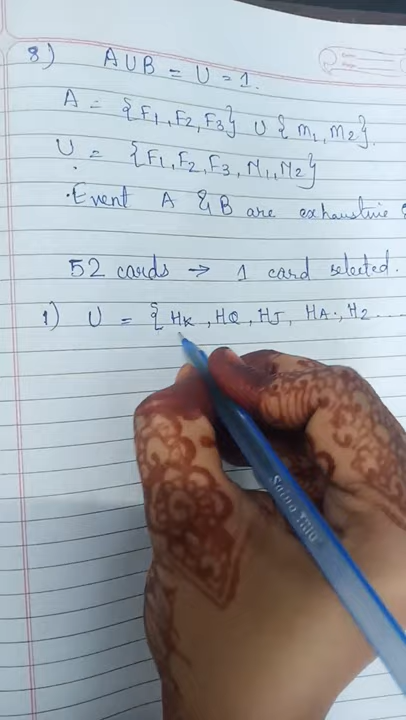 8) AUB = U = 1.
A = {F1, F2, F3} U {M1, M2}.
U = {F1, F2, F3, M1, M2}
·Event A & B are exhaustive
52 cards → 1 card selected.
1) U = {HK, HQ, HJ, HA, H2 ....